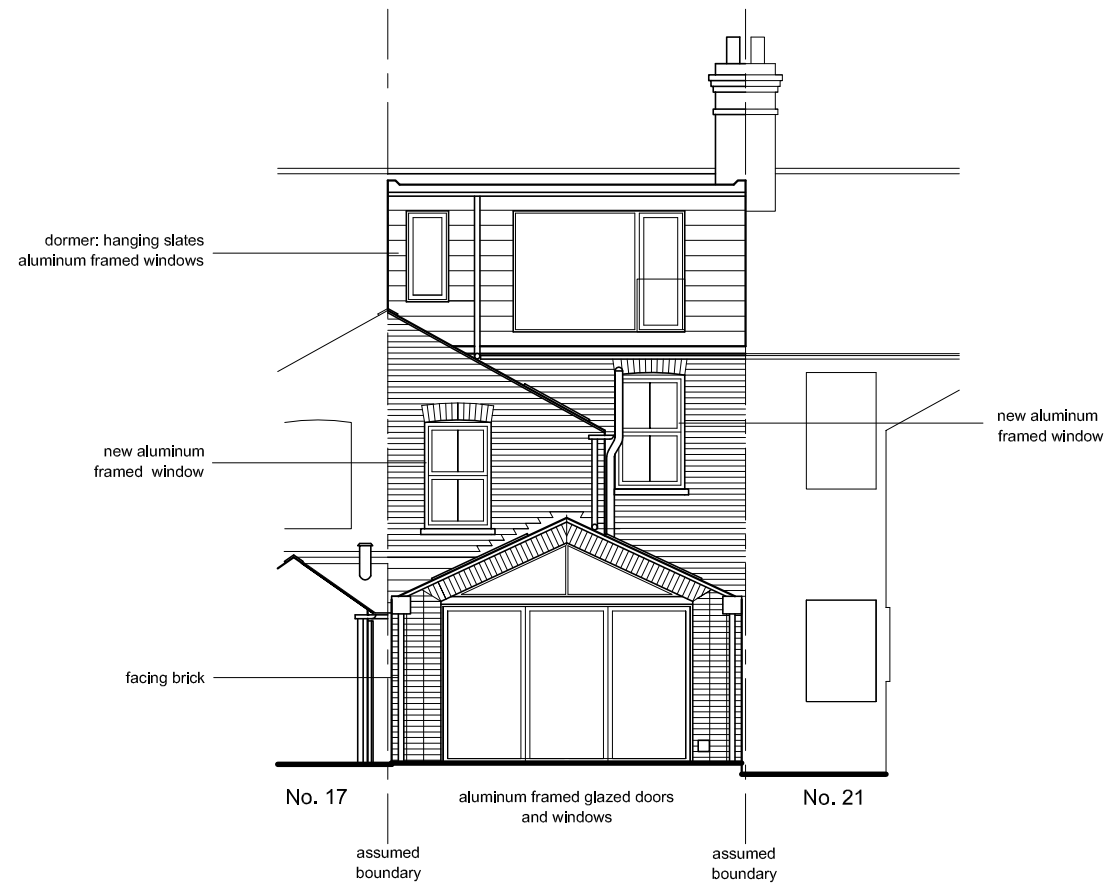 dormer: hanging slates
aluminum framed windows
new aluminum
framed window
new aluminum
framed window
facing brick
No. 17
aluminum framed glazed doors
and windows
No. 21
assumed
boundary
assumed
boundary